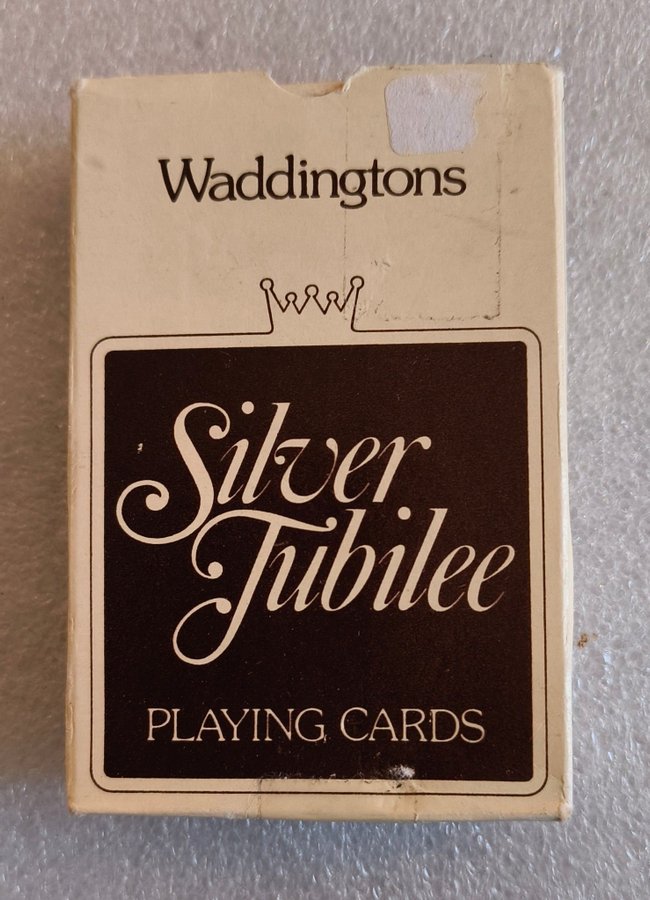 Waddingtons
Silver
Jubilee
PLAYING CARDS